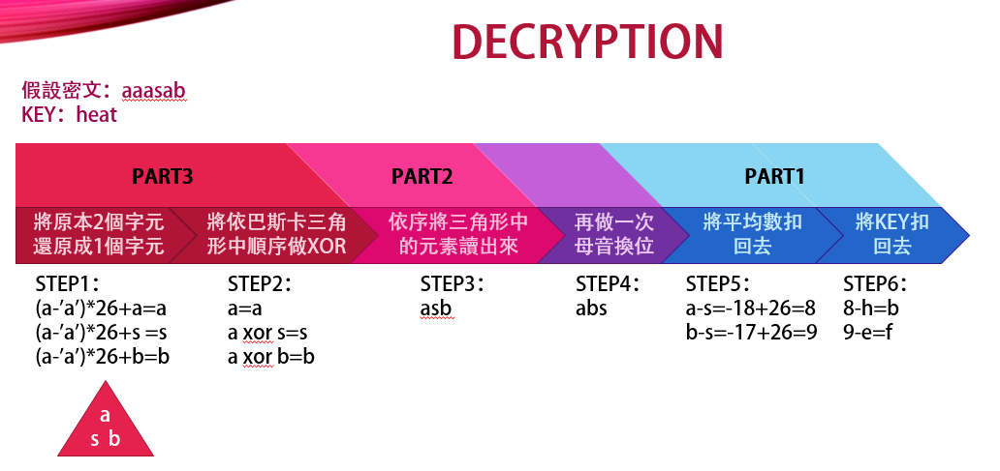 DECRYPTION
假設密文：aaasab
KEY：heat
PART3
PART2
PART1
將原本2個字元
還原成1個字元
將依巴斯卡三角
形中順序做XOR
依序將三角形中
的元素讀出來
再做一次
母音換位
將平均數扣
回去
將KEY扣
回去
STEP1：
(a-’a’)*26+a=a
(a-’a’)*26+s =s
(a-’a’)*26+b=b
STEP2：
a=a
a xor s=s
a xor b=b
STEP3：
asb
STEP4：
abs
STEP5：
a-s=-18+26=8
b-s=-17+26=9
STEP6：
8-h=b
9-e=f
a
s b